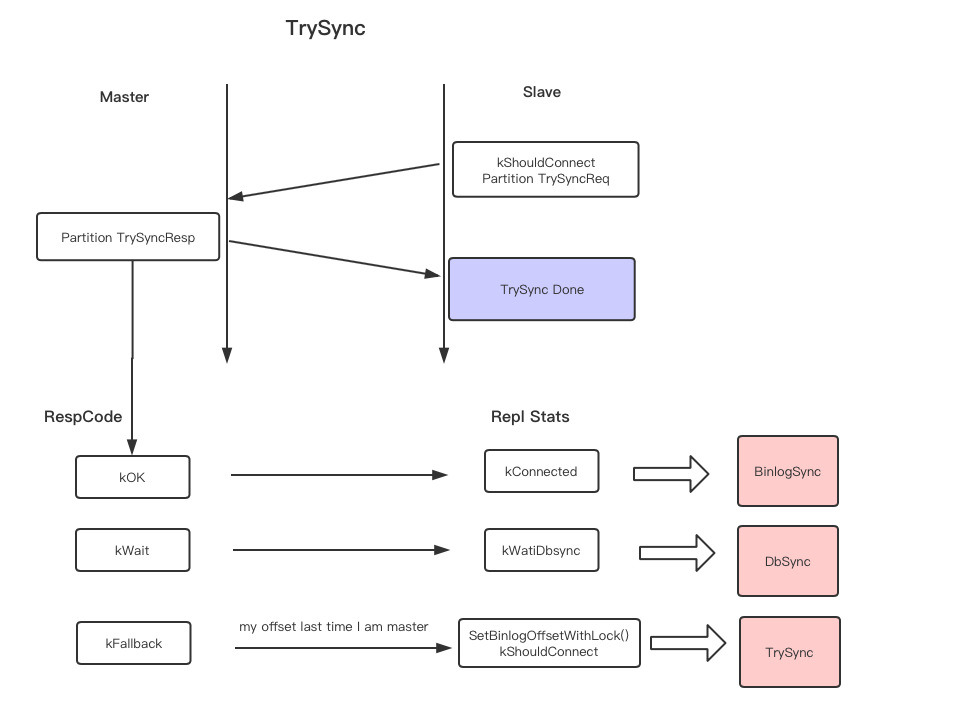 TrySync
Master
Slave
kShouldConnect
Partition TrySyncReq
Partition TrySyncResp
TrySync Done
RespCode
Repl Stats
kOK
kConnected
BinlogSync
kWait
kWatiDbsync
DbSync
my offset last time I am master
kFallback
SetBinlogOffsetWithLock()
kShouldConnect
TrySync